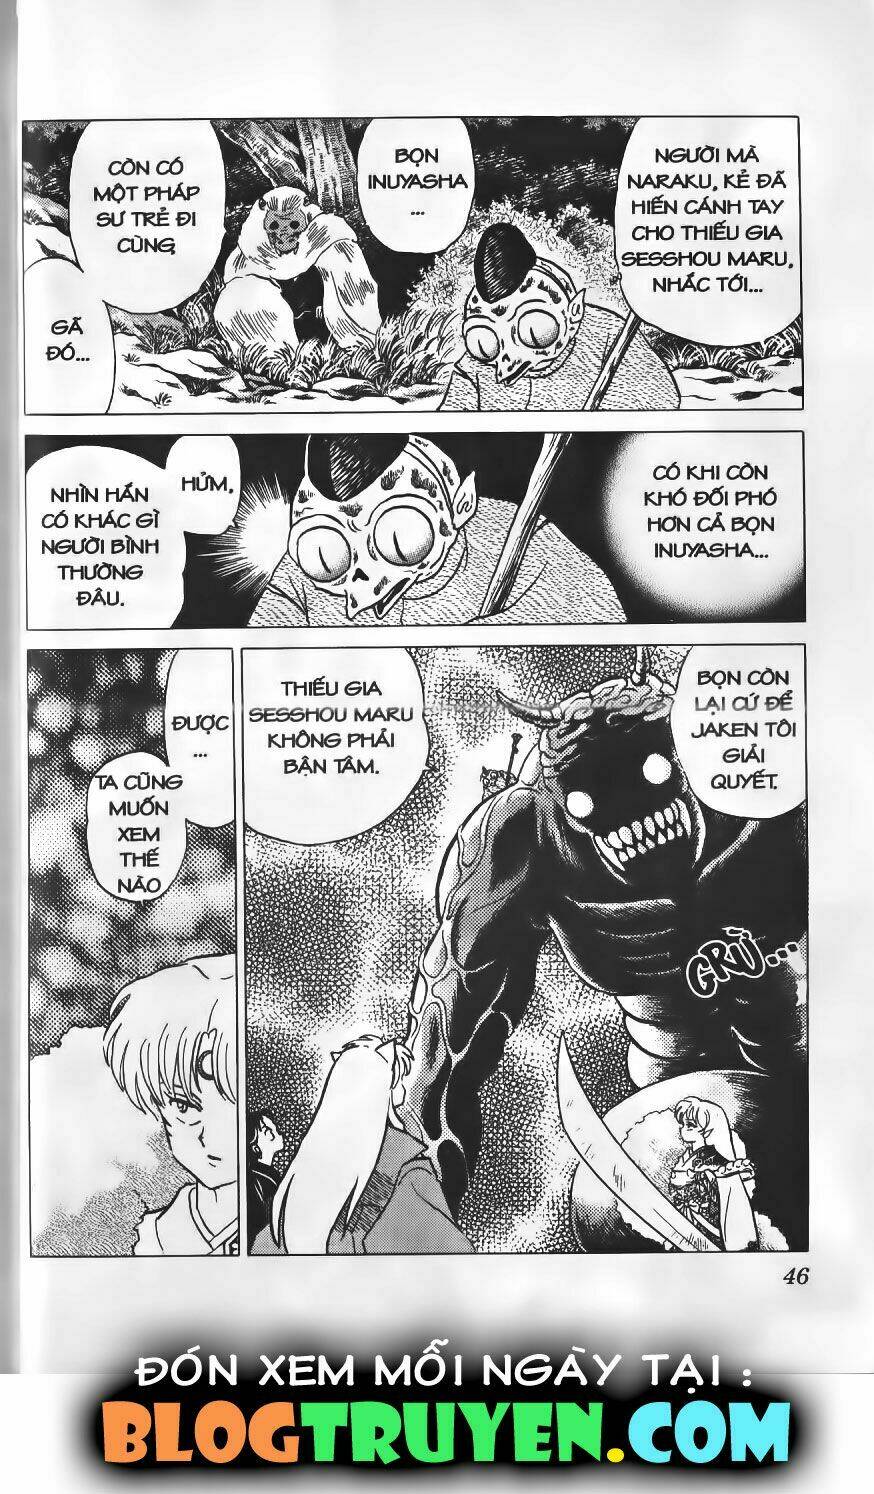 NGƯỜI MÀ
NARAKU, KẺ ĐÃ
HIẾN CÁNH TAY
CHO THIẾU GIA
SESSHOU MARU,
NHẮC TỚI...
BỌN
INUYASHA
...
CÒN CÓ
MỘT PHÁP
SƯ TRẺ ĐI
CÙNG,
GÃ
ĐÓ...
CÓ KHI CÒN
KHÓ ĐỐI PHÓ
HƠN CẢ BỌN
INUYASHA...
HỬM,
NHÌN HẮN
CÓ KHÁC GÌ
NGƯỜI BÌNH
THƯỜNG
ĐÂU.
BỌN CÒN
LẠI CỨ ĐỂ
JAKEN TÔI
GIẢI
QUYẾT.
THIẾU GIA
SESSHOU MARU
KHÔNG PHẢI
BẬN TÂM.
GRỪ...
ĐƯỢC
...
TA CŨNG
MUỐN
XEM
THẾ
NÀO
46
ĐÓN XEM MỖI NGÀY TẠI :
BLOGTRUYEN.COM